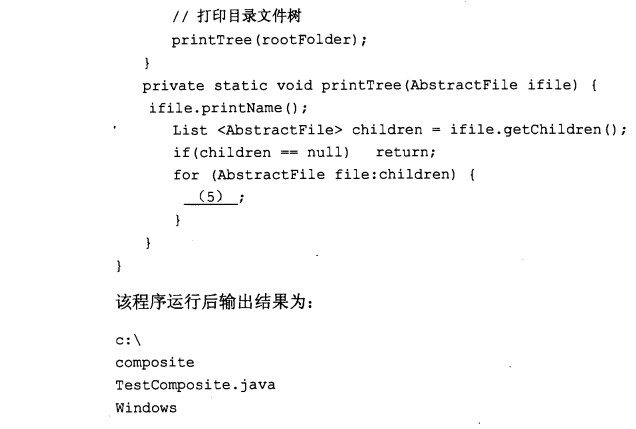 // 打印目录文件树
printTree(rootFolder);
}
private static void printTree(AbstractFile ifile) {
ifile.printName();
List <AbstractFile> children = ifile.getChildren();
if(children == null) return;
for (AbstractFile file:children) {
(5) ;
}
}
}
该程序运行后输出结果为:
c:\
composite
TestComposite.java
Windows